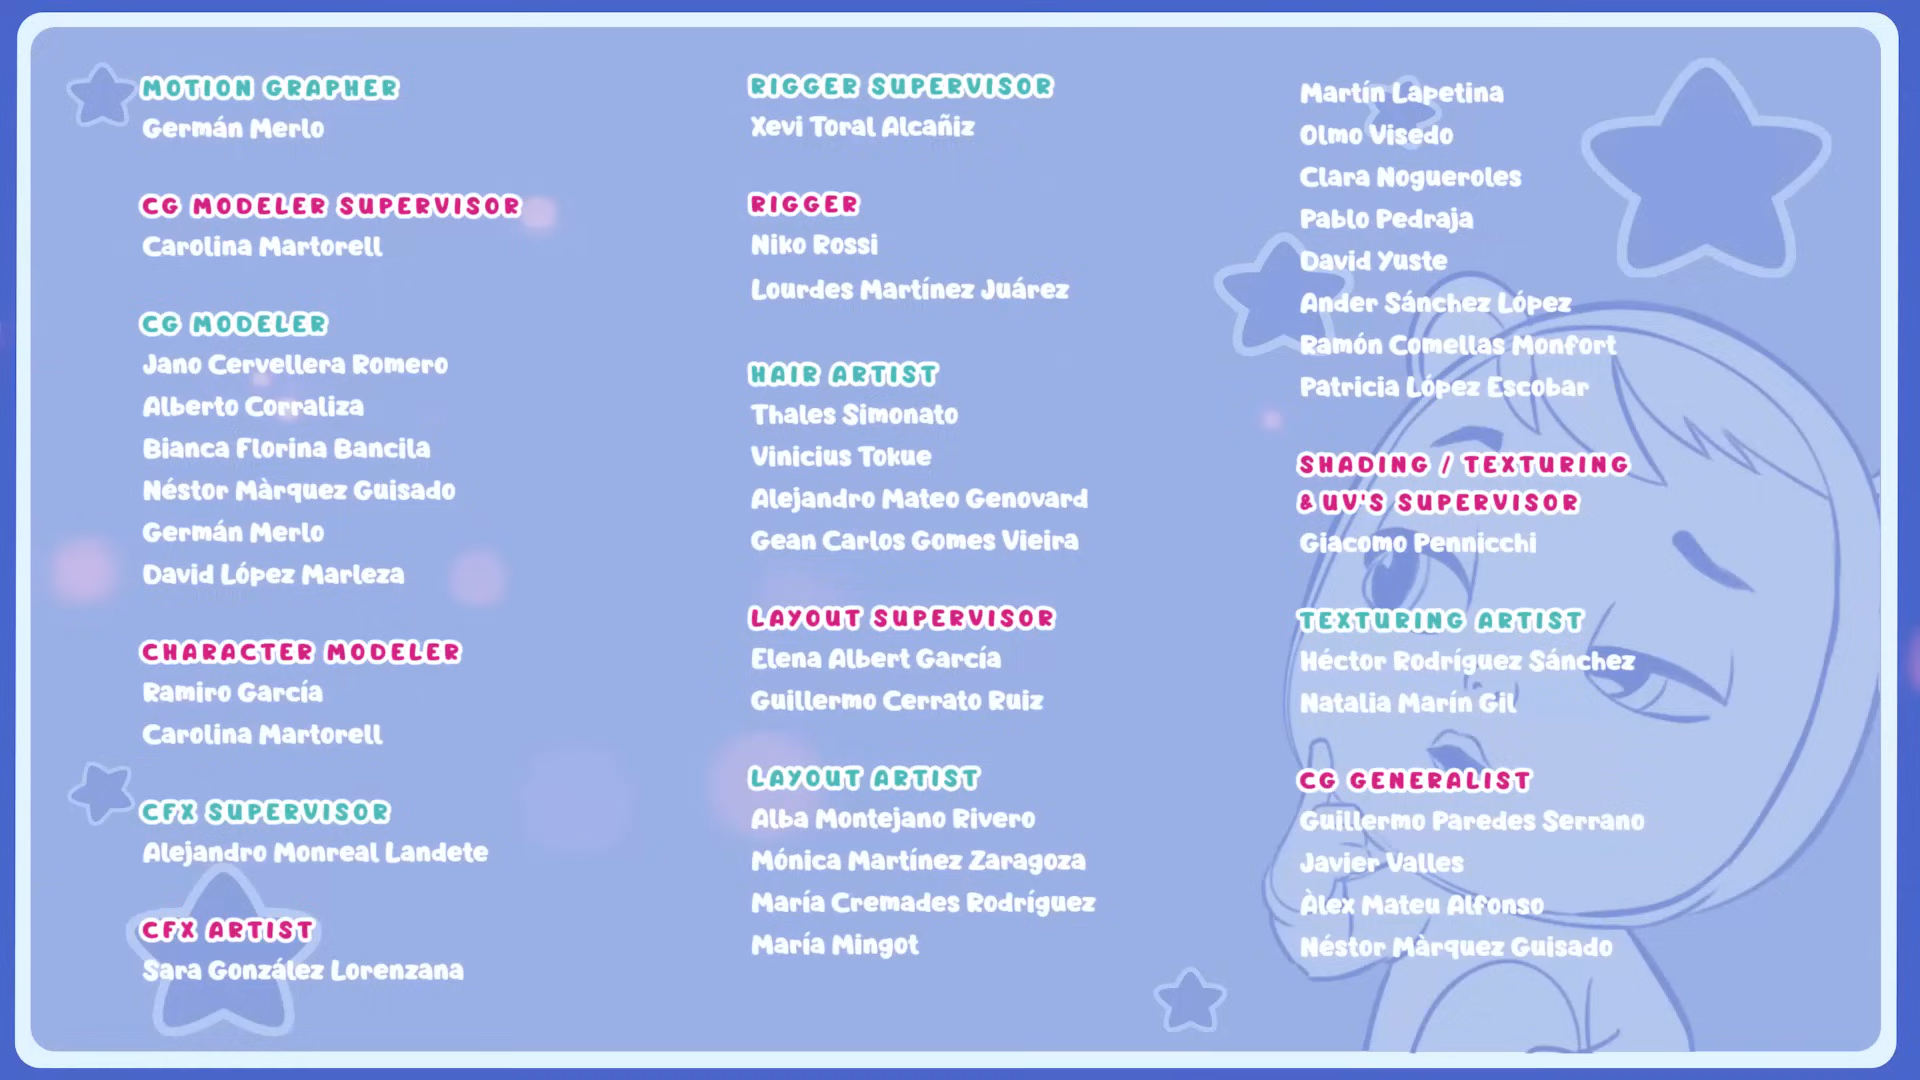 MOTION GRAPHER
Germán Merlo
CG MODELER SUPERVISOR
Carolina Martorell
CG MODELER
Jano Cervellera Romero
Alberto Corraliza
Bianca Florina Bancila
Néstor Màrquez Guisado
Germán Merlo
David López Marleza
CHARACTER MODELER
Ramiro García
Carolina Martorell
CFX SUPERVISOR
Alejandro Monreal Landete
CFX ARTIST
Sara González Lorenzana
RIGGER SUPERVISOR
Xevi Toral Alcañiz
RIGGER
Niko Rossi
Lourdes Martínez Juárez
HAIR ARTIST
Thales Simonato
Vinicius Tokue
Alejandro Mateo Genovard
Gean Carlos Gomes Vieira
LAYOUT SUPERVISOR
Elena Albert García
Guillermo Cerrato Ruiz
LAYOUT ARTIST
Alba Montejano Rivero
Mónica Martínez Zaragoza
María Cremades Rodríguez
María Mingot
Martín Lapetina
Olmo Visedo
Clara Nogueroles
Pablo Pedraja
David Yuste
Ander Sánchez López
Ramón Comellas Monfort
Patricia López Escobar
SHADING / TEXTURING
& UV'S SUPERVISOR
Giacomo Pennicchi
TEXTURING ARTIST
Héctor Rodríguez Sánchez
Natalia Marín Gil
CG GENERALIST
Guillermo Paredes Serrano
Javier Valles
Àlex Mateu Alfonso
Néstor Màrquez Guisado